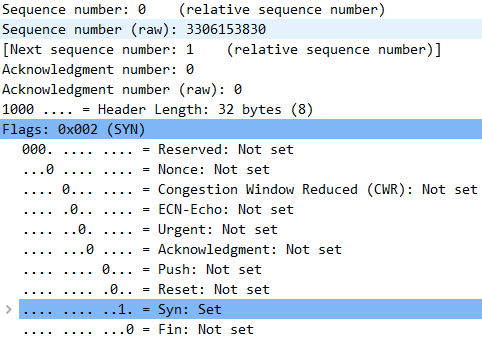 Sequence number: 0    (relative sequence number)
Sequence number (raw): 3306153830
[Next sequence number: 1    (relative sequence number)]
Acknowledgment number: 0
Acknowledgment number (raw): 0
1000 .... = Header Length: 32 bytes (8)
Flags: 0x002 (SYN)
000. .... .... = Reserved: Not set
...0 .... .... = Nonce: Not set
.... 0... .... = Congestion Window Reduced (CWR): Not set
.... .0.. .... = ECN-Echo: Not set
.... ..0. .... = Urgent: Not set
.... ...0 .... = Acknowledgment: Not set
.... .... 0... = Push: Not set
.... .... .0.. = Reset: Not set
.... .... ..1. = Syn: Set
.... .... ...0 = Fin: Not set